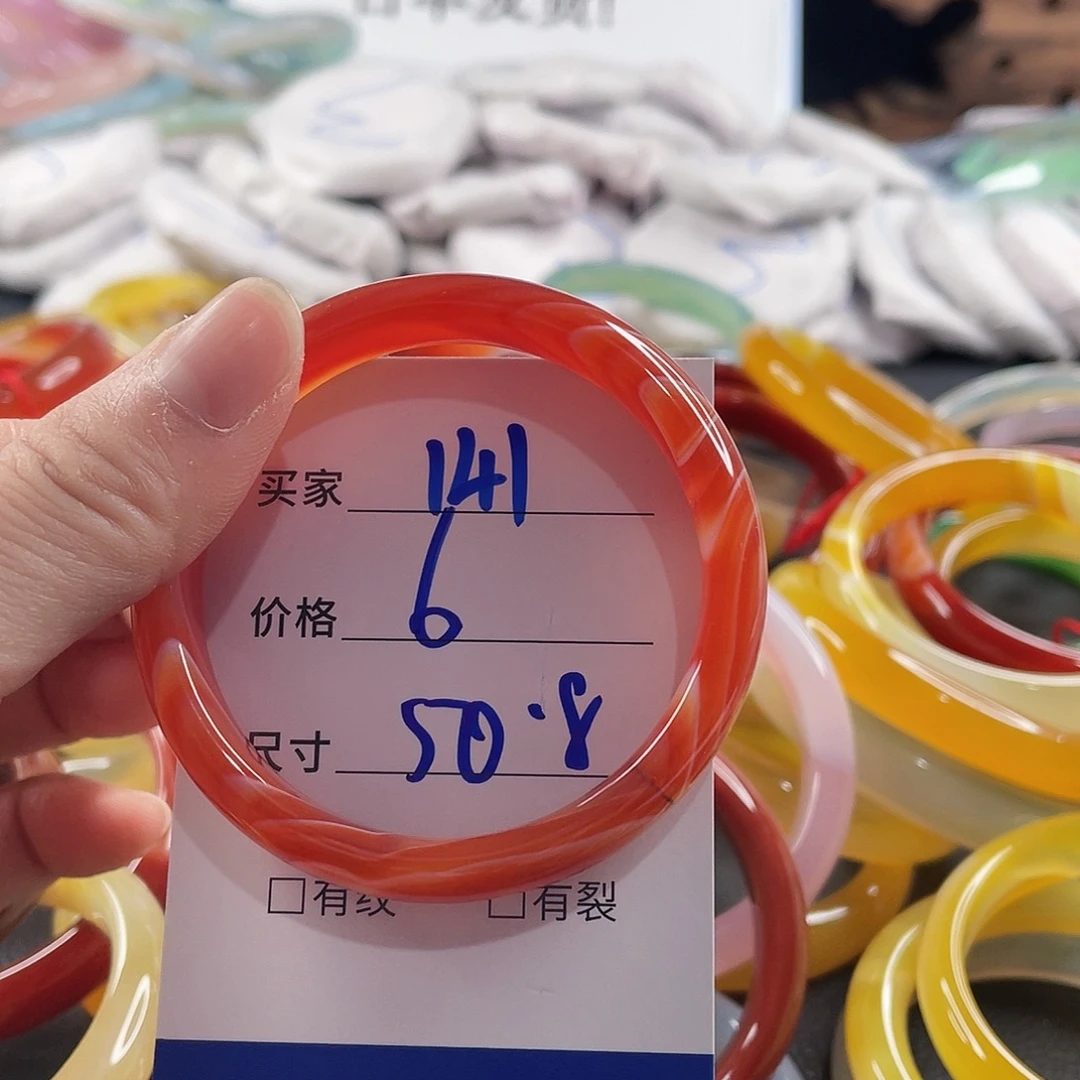 买家 141
价格 6
尺寸 50.8
□有纹 □有裂